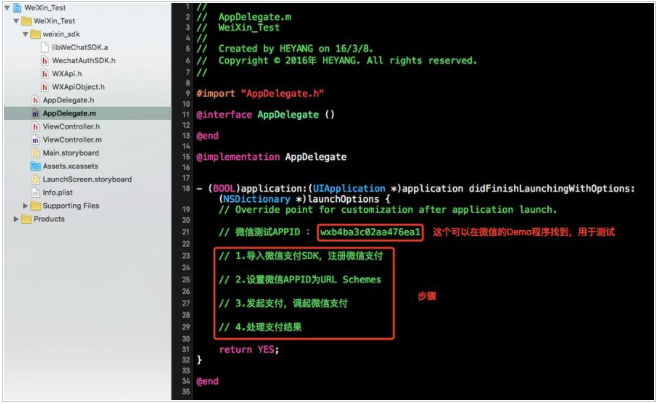 WeiXin_Test
WeiXin_Test
weixin_sdk
libWeChatSDK.a
WechatAuthSDK.h
WXApi.h
WXApiObject.h
AppDelegate.h
AppDelegate.m
ViewController.h
ViewController.m
Main.storyboard
Assets.xcassets
LaunchScreen.storyboard
Info.plist
Supporting Files
Products
1 //
2 //  AppDelegate.m
3 //  WeiXin_Test
4 //
5 //  Created by HEYANG on 16/3/8.
6 //  Copyright © 2016年 HEYANG. All rights reserved.
7 //
8
9 #import "AppDelegate.h"
10
11 @interface AppDelegate ()
12
13 @end
14
15 @implementation AppDelegate
16
17
18 - (BOOL)application:(UIApplication *)application didFinishLaunchingWithOptions:
(NSDictionary *)launchOptions {
19 // Override point for customization after application launch.
20
21 // 微信测试APPID : wxb4ba3c02aa476ea1 这个可以在微信的Demo程序找到，用于测试
22
23 // 1.导入微信支付SDK，注册微信支付
24
25 // 2.设置微信APPID为URL Schemes
26
27 // 3.发起支付，调起微信支付
步骤
28
29 // 4.处理支付结果
30
31 return YES;
32 }
33
34 @end
35